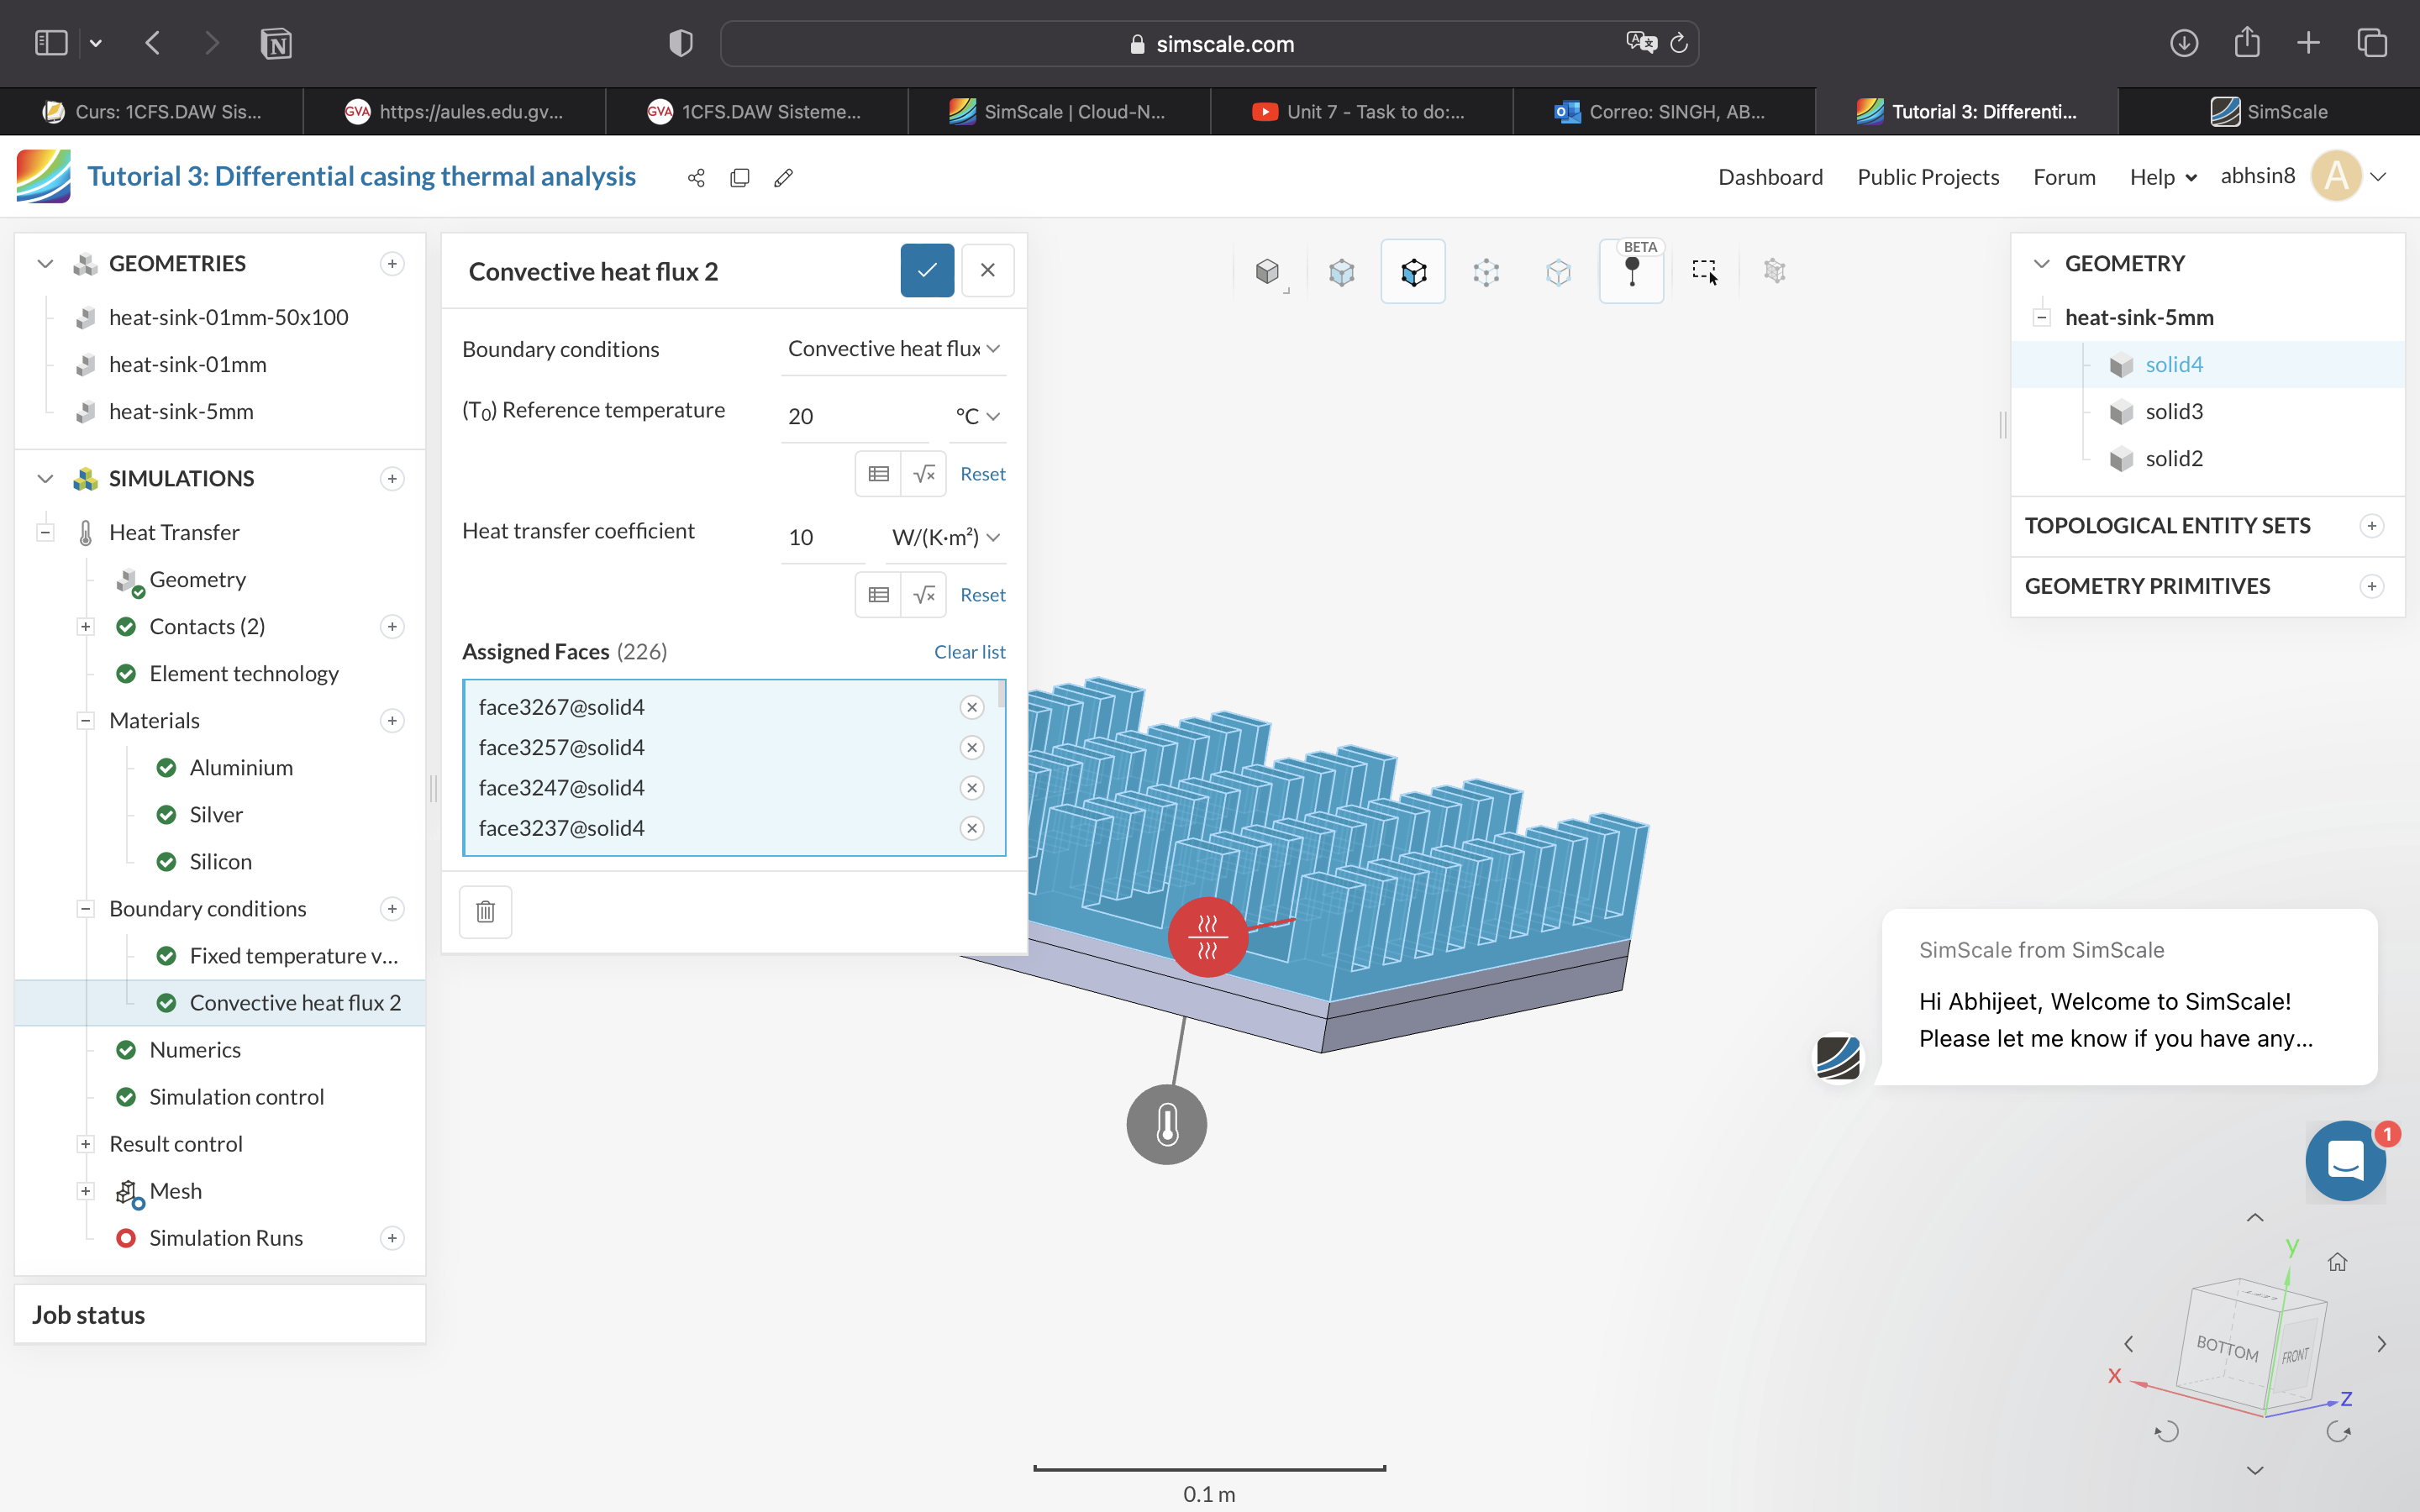 simscale.com
Curs: 1CFS.DAW Sis...
GVA
https://aules.edu.gv...
GVA
1CFS.DAW Sisteme...
SimScale | Cloud-N...
Unit 7 - Task to do:...
Correo: SINGH, AB...
Tutorial 3: Differenti...
SimScale
Tutorial 3: Differential casing thermal analysis
Dashboard
Public Projects
Forum
Help
abhsin8
A
GEOMETRIES
heat-sink-01mm-50x100
heat-sink-01mm
heat-sink-5mm
SIMULATIONS
Heat Transfer
Geometry
Contacts (2)
Element technology
Materials
Aluminium
Silver
Silicon
Boundary conditions
Fixed temperature v...
Convective heat flux 2
Numerics
Simulation control
Result control
Mesh
Simulation Runs
Job status
Convective heat flux 2
Boundary conditions
Convective heat flux
(T₀) Reference temperature
20
°C
Reset
Heat transfer coefficient
10
W/(K·m²)
Reset
Assigned Faces (226)
Clear list
face3267@solid4
face3257@solid4
face3247@solid4
face3237@solid4
BETA
GEOMETRY
heat-sink-5mm
solid4
solid3
solid2
TOPOLOGICAL ENTITY SETS
GEOMETRY PRIMITIVES
SimScale from SimScale
Hi Abhijeet, Welcome to SimScale!
Please let me know if you have any...
1
y
BOTTOM
FRONT
X
Z
0.1 m